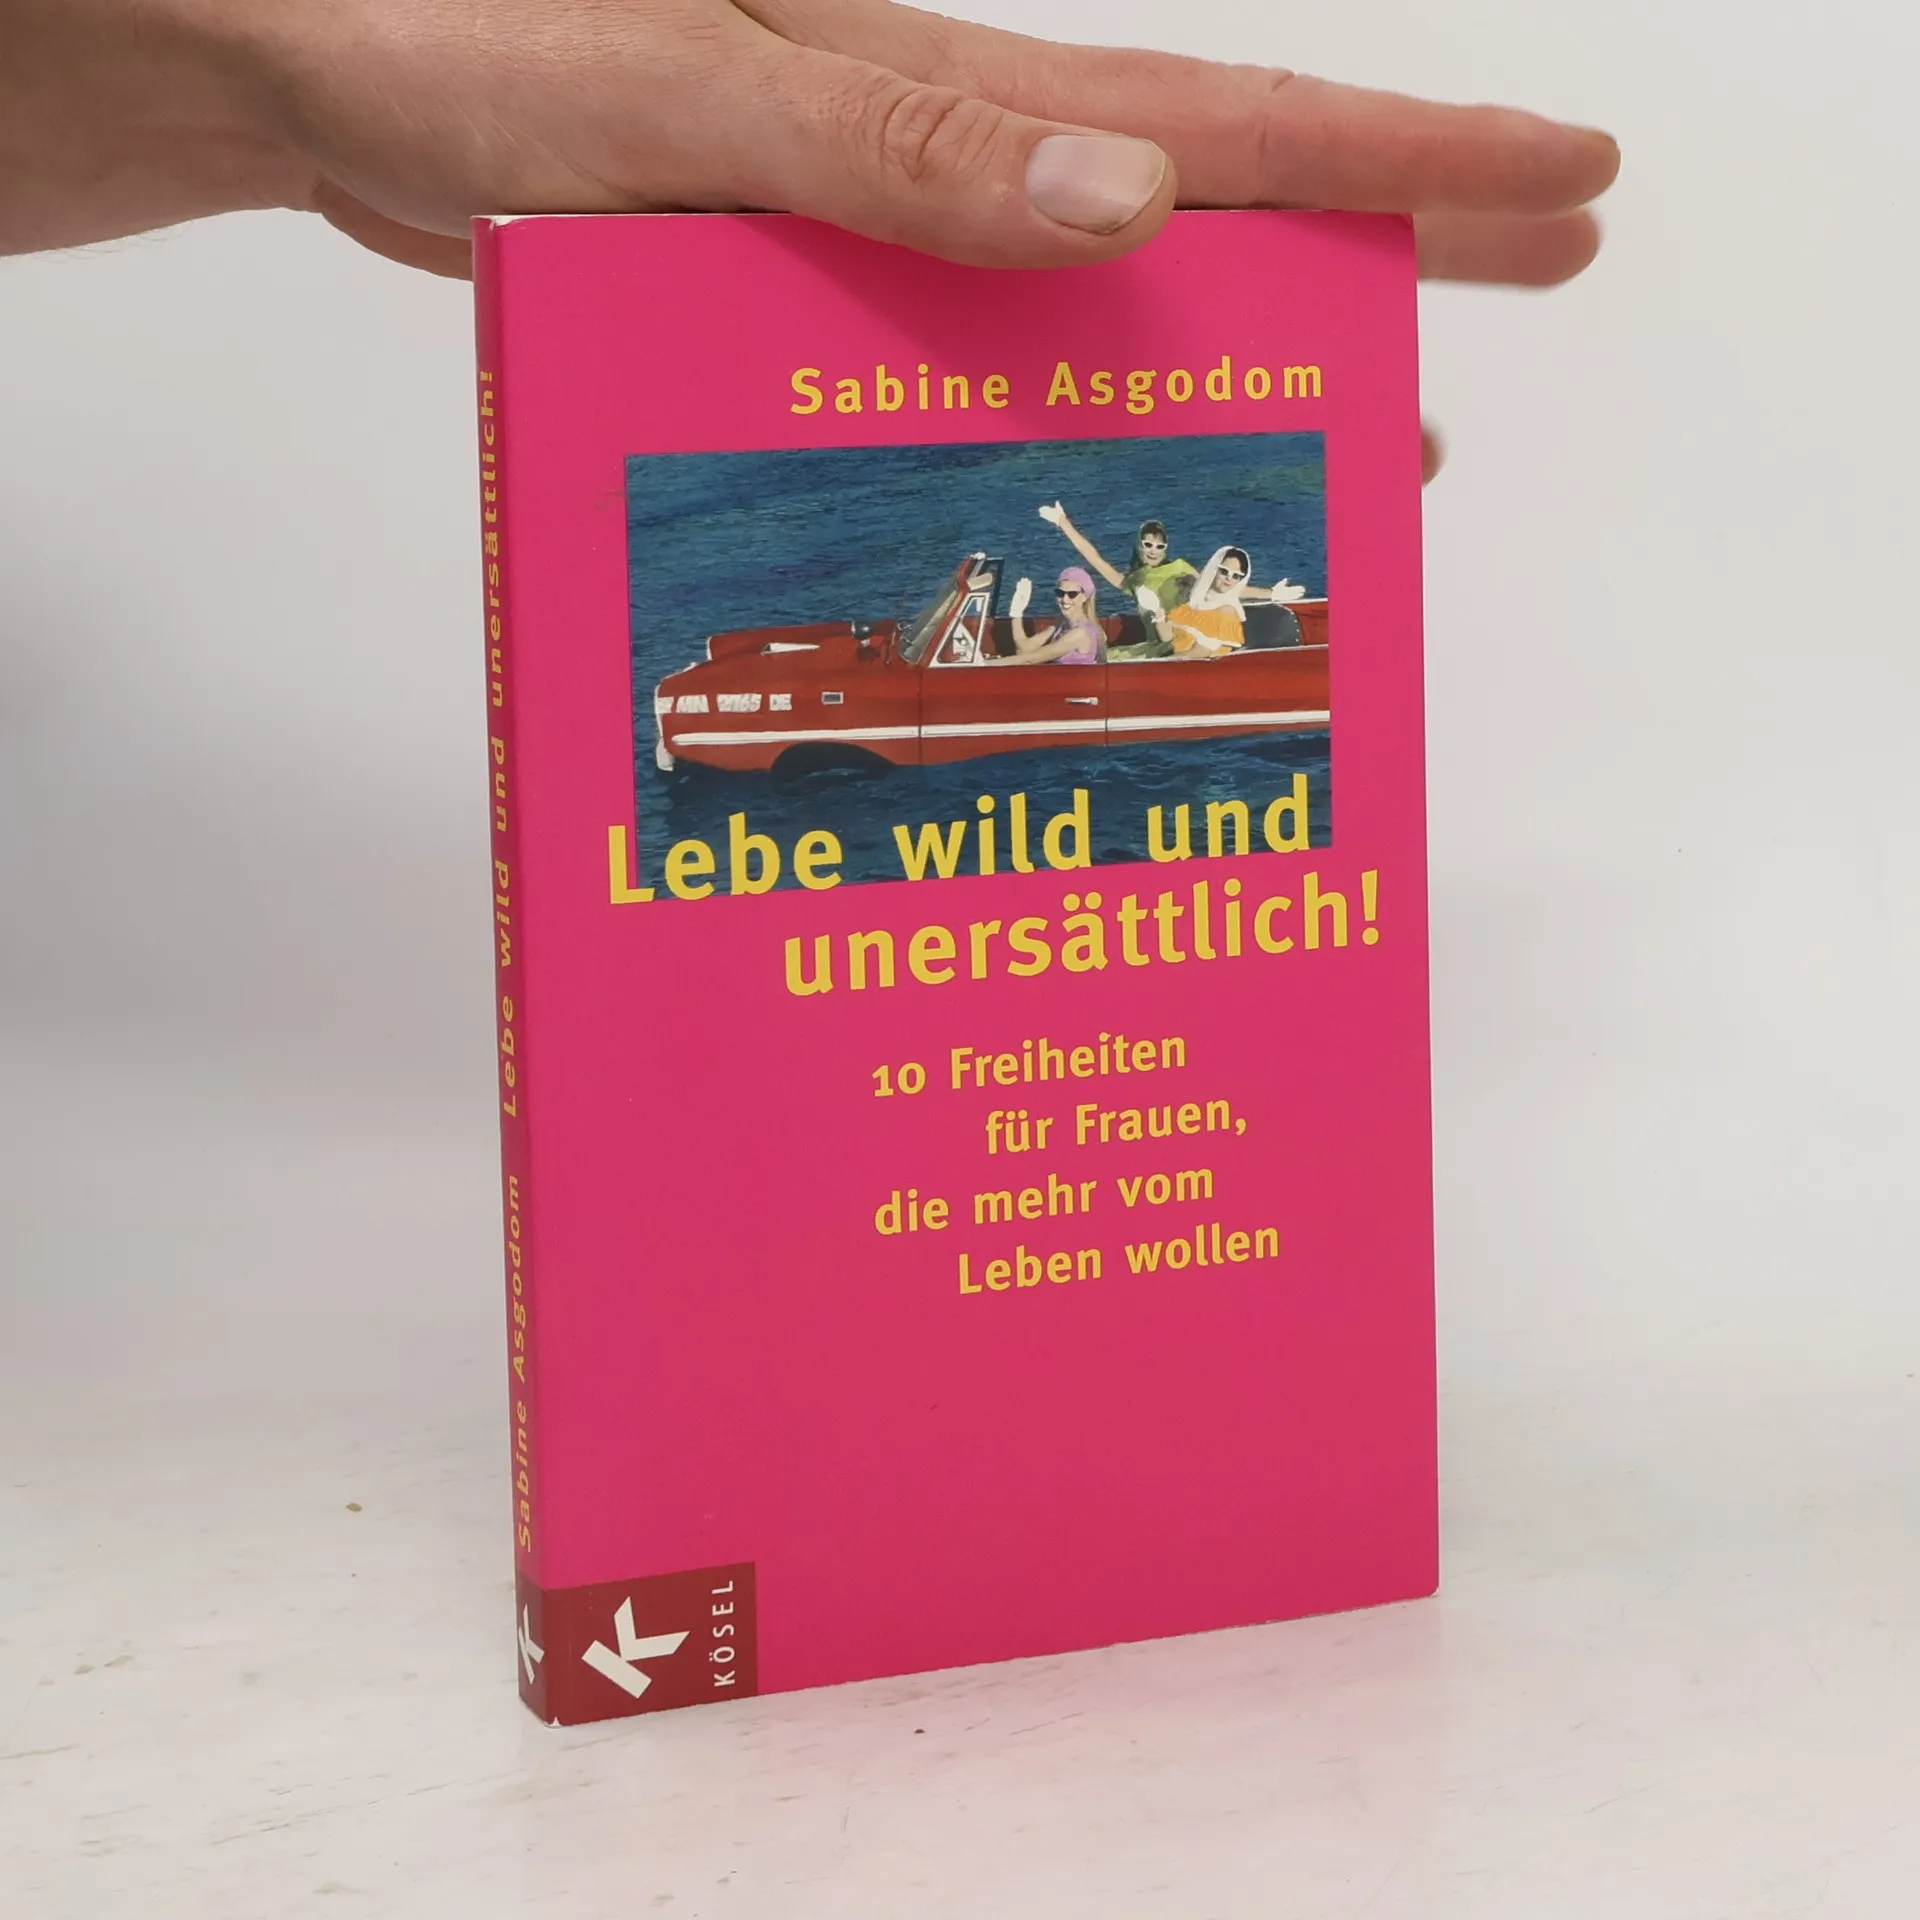 Sabine Asgodom
Lebe wild und
unersättlich!
10 Freiheiten
für Frauen,
die mehr vom
Leben wollen
K
KÖSEL
Sabine Asgodom Lebe wild und unersättlich!
K